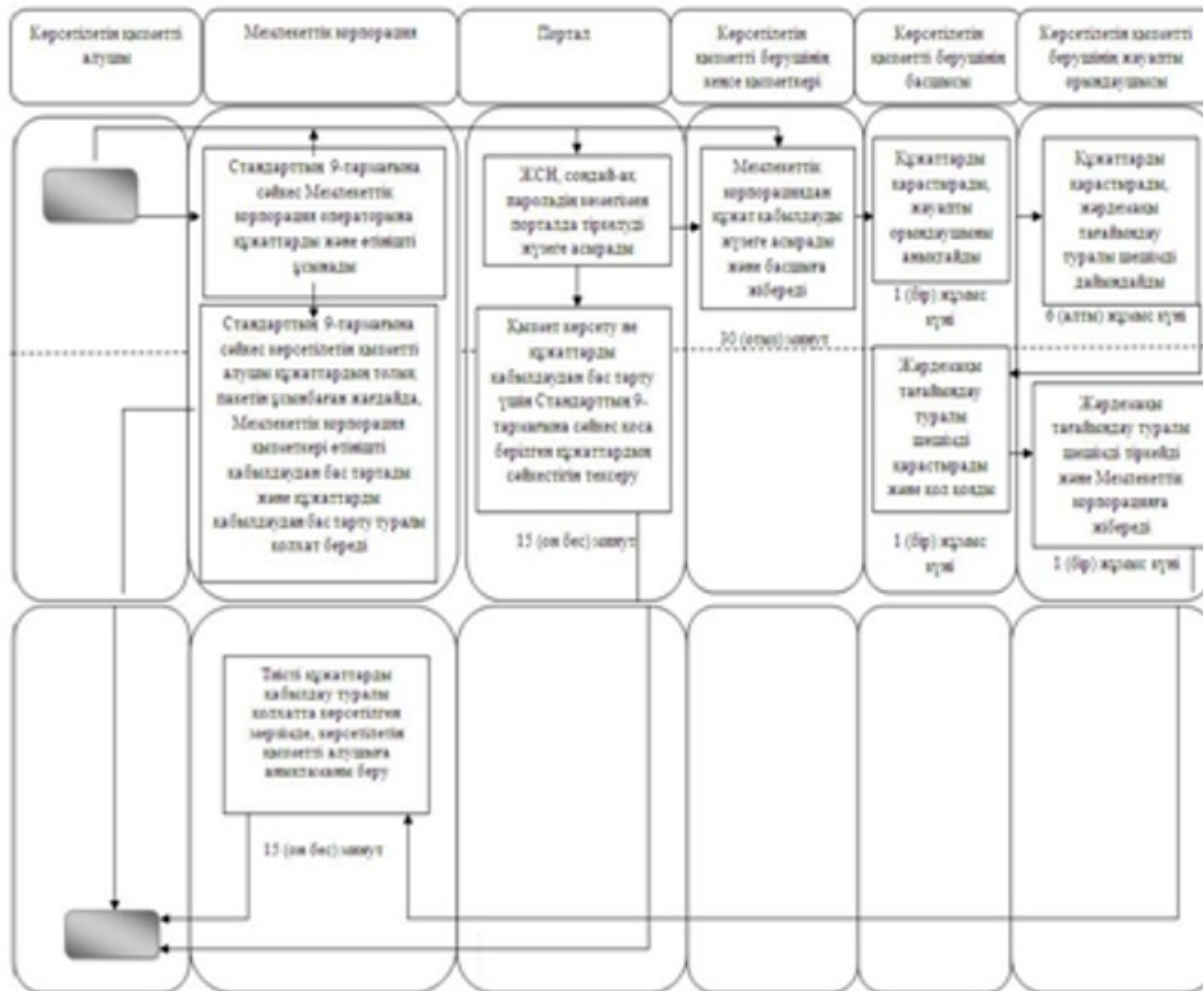 Көрсетілетін қызметті
алушы
Мемлекеттік корпорация
Портал
Көрсетілетін
қызметті берушінің
кеңсе қызметкері
Көрсетілетін
қызметті берушінің
басшысы
Көрсетілетін қызметті
берушінің жауапты
орындаушысы
Стандарттың 9-тармағына
сәйкес Мемлекеттік
корпорация операторына
құжаттарды және өтінішті
ұсынады
ЖСН, сондай-ақ
парольдің көмегімен
порталда тіркелуді
жүзеге асырады
Мемлекеттік
корпорациядан
құжат қабылдауды
жүзеге асырады
және басшыға
жібереді
30 (отыз) минут
Құжаттарды
қарастырады,
жауапты
орындаушыны
анықтайды
1 (бір) жұмыс
күні
Құжаттарды
қарастырады,
жәрдемақы
тағайындау
туралы шешімді
дайындайды
6 (алты) жұмыс күні
Стандарттың 9-тармағына
сәйкес көрсетілетін қызметті
алушы құжаттардың толық
пакетін ұсынбаған жағдайда,
Мемлекеттік корпорация
қызметкері өтінішті
қабылдаудан бас тартады
және құжаттарды
қабылдаудан бас тарту туралы
қолхат береді
Қызмет көрсету не
құжаттарды
қабылдаудан бас тарту
үшін Стандарттың 9-
тармағына сәйкес қоса
берілген құжаттардың
сәйкестігін тексеру
15 (он бес) минут
Жәрдемақы
тағайындау
туралы
шешімді
қарастырады
және қол қояды
1 (бір) жұмыс
күні
Жәрдемақы
тағайындау туралы
шешімді тіркейді
және Мемлекеттік
корпорацияға
жібереді
1 (бір) жұмыс күні
Тиісті құжаттарды
қабылдау туралы
қолхатта көрсетілген
мерзімде, көрсетілетін
қызметті алушыға
анықтаманы беру
15 (он бес) минут